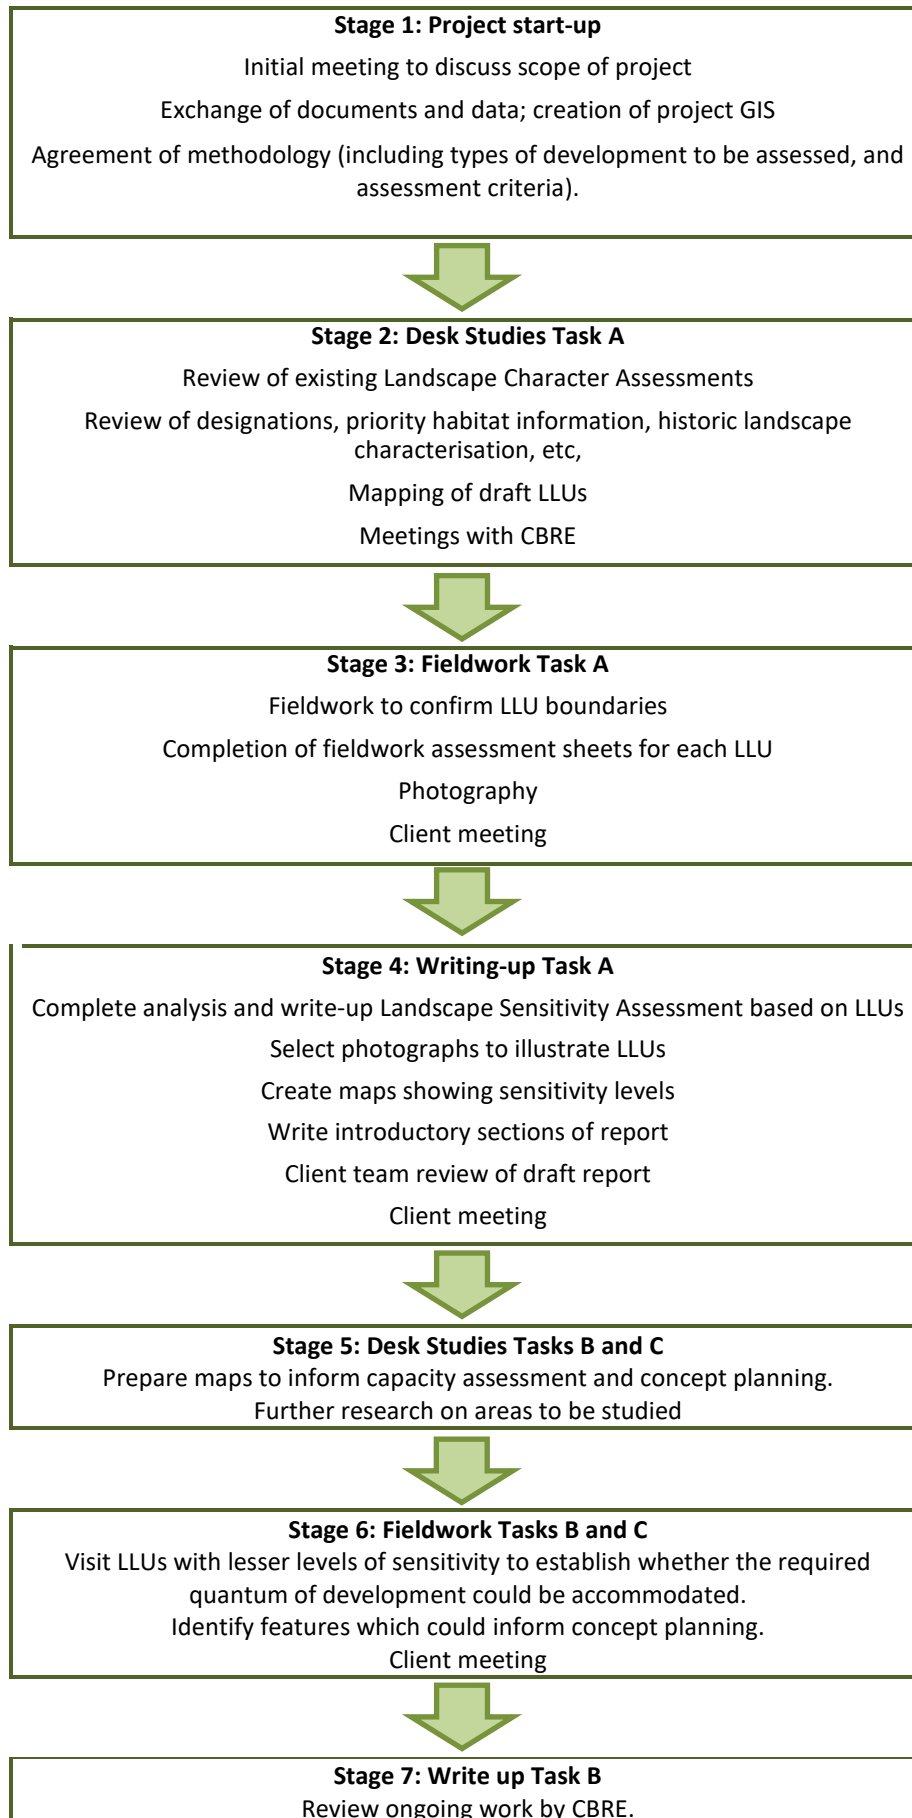 Stage 1: Project start-up
Initial meeting to discuss scope of project
Exchange of documents and data; creation of project GIS
Agreement of methodology (including types of development to be assessed, and
assessment criteria).
Stage 2: Desk Studies Task A
Review of existing Landscape Character Assessments
Review of designations, priority habitat information, historic landscape
characterisation, etc,
Mapping of draft LLUs
Meetings with CBRE
Stage 3: Fieldwork Task A
Fieldwork to confirm LLU boundaries
Completion of fieldwork assessment sheets for each LLU
Photography
Client meeting
Stage 4: Writing-up Task A
Complete analysis and write-up Landscape Sensitivity Assessment based on LLUs
Select photographs to illustrate LLUs
Create maps showing sensitivity levels
Write introductory sections of report
Client team review of draft report
Client meeting
Stage 5: Desk Studies Tasks B and C
Prepare maps to inform capacity assessment and concept planning.
Further research on areas to be studied
Stage 6: Fieldwork Tasks B and C
Visit LLUs with lesser levels of sensitivity to establish whether the required
quantum of development could be accommodated.
Identify features which could inform concept planning.
Client meeting
Stage 7: Write up Task B
Review ongoing work by CBRE.